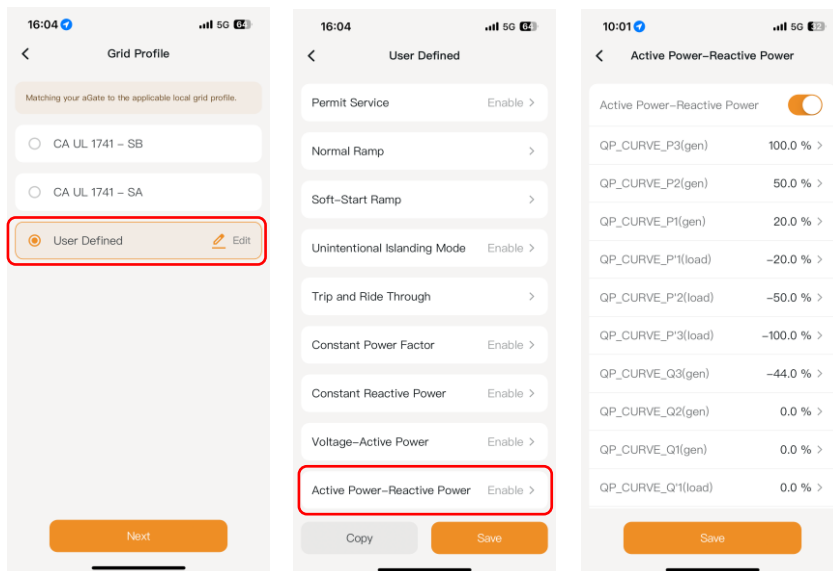 16:04
5G 64
Grid Profile
Matching your aGate to the applicable local grid profile.
CA UL 1741 – SB
CA UL 1741 – SA
User Defined
Edit
Next
16:04
5G 64
User Defined
Permit Service Enable >
Normal Ramp >
Soft–Start Ramp >
Unintentional Islanding Mode Enable >
Trip and Ride Through >
Constant Power Factor Enable >
Constant Reactive Power Enable >
Voltage–Active Power Enable >
Active Power–Reactive Power Enable >
Copy
Save
10:01
5G 32
Active Power–Reactive Power
Active Power–Reactive Power
QP_CURVE_P3(gen) 100.0 % >
QP_CURVE_P2(gen) 50.0 % >
QP_CURVE_P1(gen) 20.0 % >
QP_CURVE_P'1(load) –20.0 % >
QP_CURVE_P'2(load) –50.0 % >
QP_CURVE_P'3(load) –100.0 % >
QP_CURVE_Q3(gen) –44.0 % >
QP_CURVE_Q2(gen) 0.0 % >
QP_CURVE_Q1(gen) 0.0 % >
QP_CURVE_Q'1(load) 0.0 % >
Save